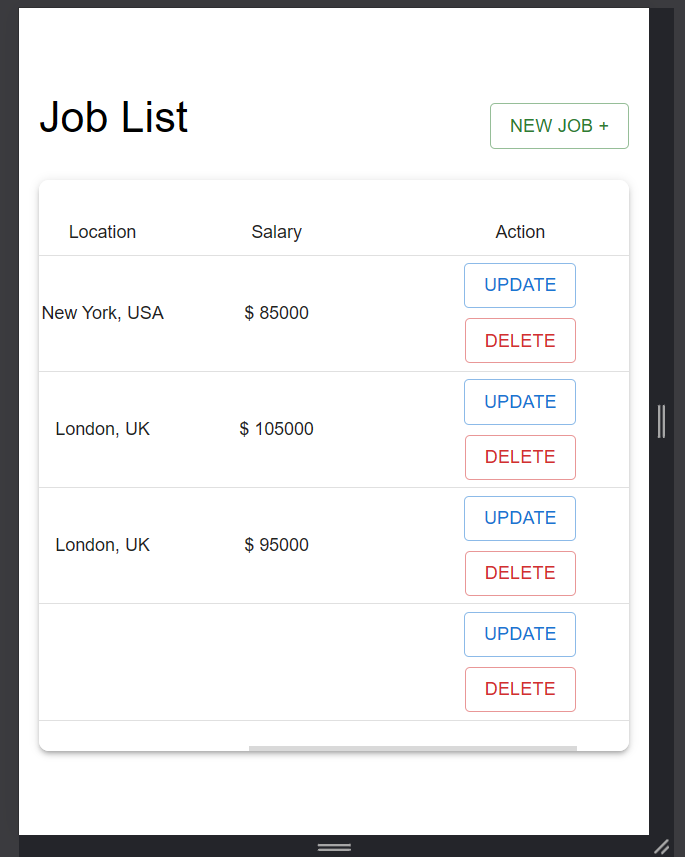 Job List
NEW JOB +
Location Salary Action
New York, USA $ 85000 UPDATE
DELETE
London, UK $ 105000 UPDATE
DELETE
London, UK $ 95000 UPDATE
DELETE
UPDATE
DELETE